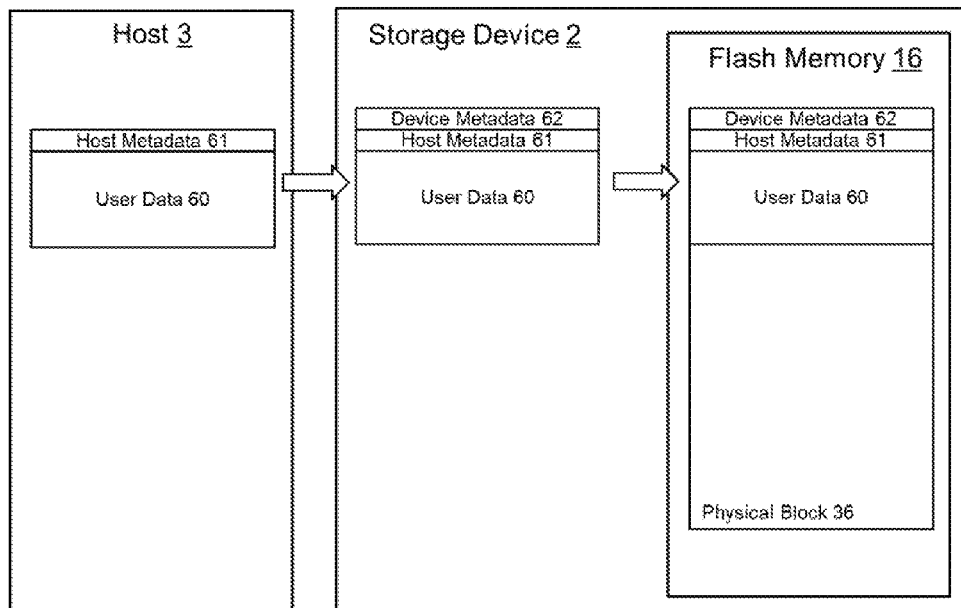 Host 3
Host Metadata 61
User Data 60
Storage Device 2
Device Metadata 62
Host Metadata 61
User Data 60
Flash Memory 16
Device Metadata 62
Host Metadata 61
User Data 60
Physical Block 36